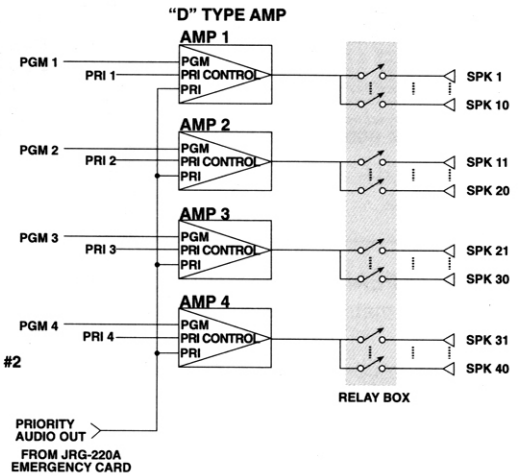 “D” TYPE AMP
AMP 1
PGM 1
PGM
PRI 1
PRI CONTROL
PRI
SPK 1
SPK 10
AMP 2
PGM 2
PGM
PRI 2
PRI CONTROL
PRI
SPK 11
SPK 20
AMP 3
PGM 3
PGM
PRI 3
PRI CONTROL
PRI
SPK 21
SPK 30
AMP 4
PGM 4
PGM
PRI 4
PRI CONTROL
PRI
SPK 31
SPK 40
#2
RELAY BOX
PRIORITY
AUDIO OUT
FROM JRG-220A
EMERGENCY CARD